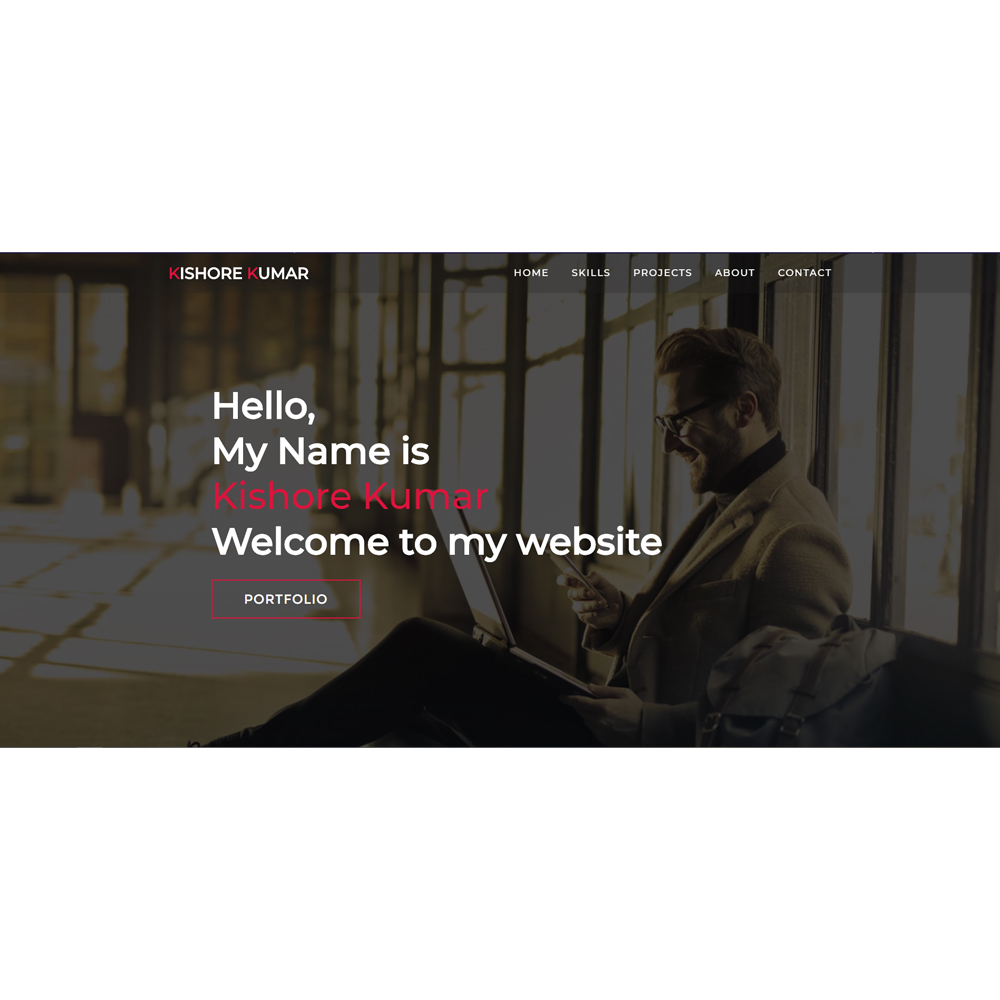 KISHORE KUMAR
HOME SKILLS PROJECTS ABOUT CONTACT
Hello,
My Name is
Kishore Kumar
Welcome to my website
PORTFOLIO